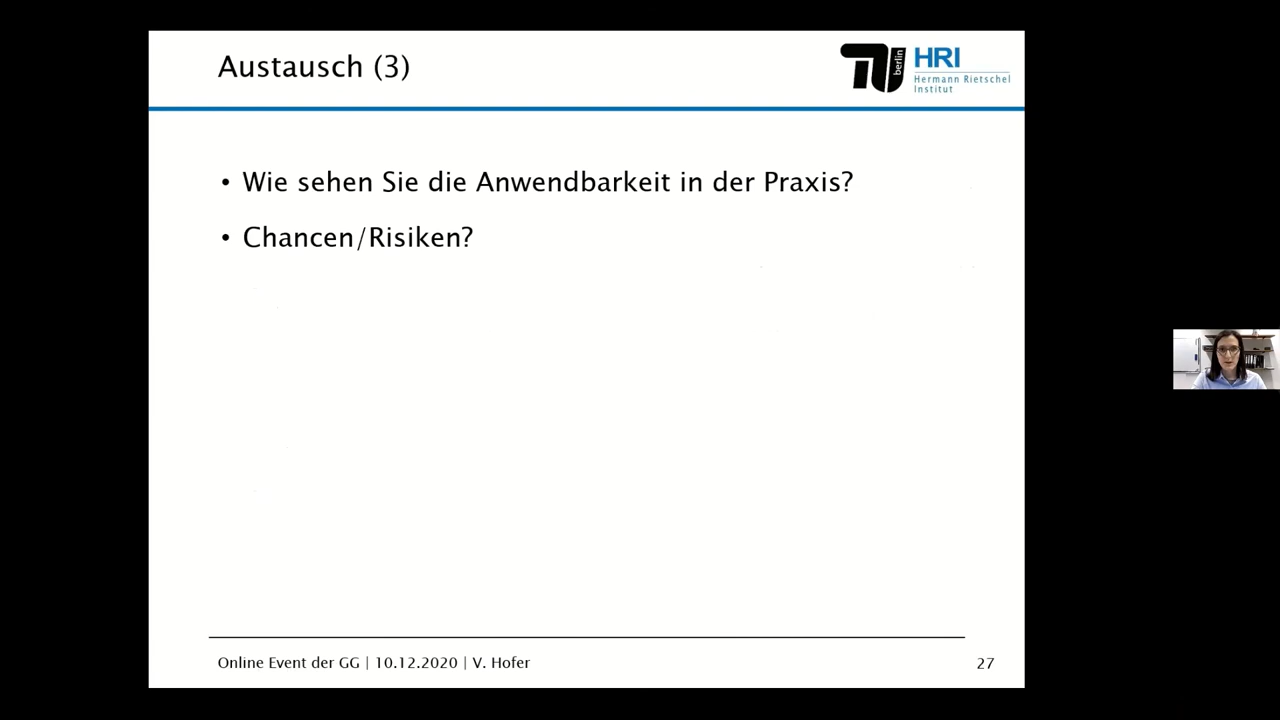 Austausch (3)
berlin
HRI
Hermann Rietschel
Institut
• Wie sehen Sie die Anwendbarkeit in der Praxis?
• Chancen/Risiken?
Online Event der GG | 10.12.2020 | V. Hofer
27